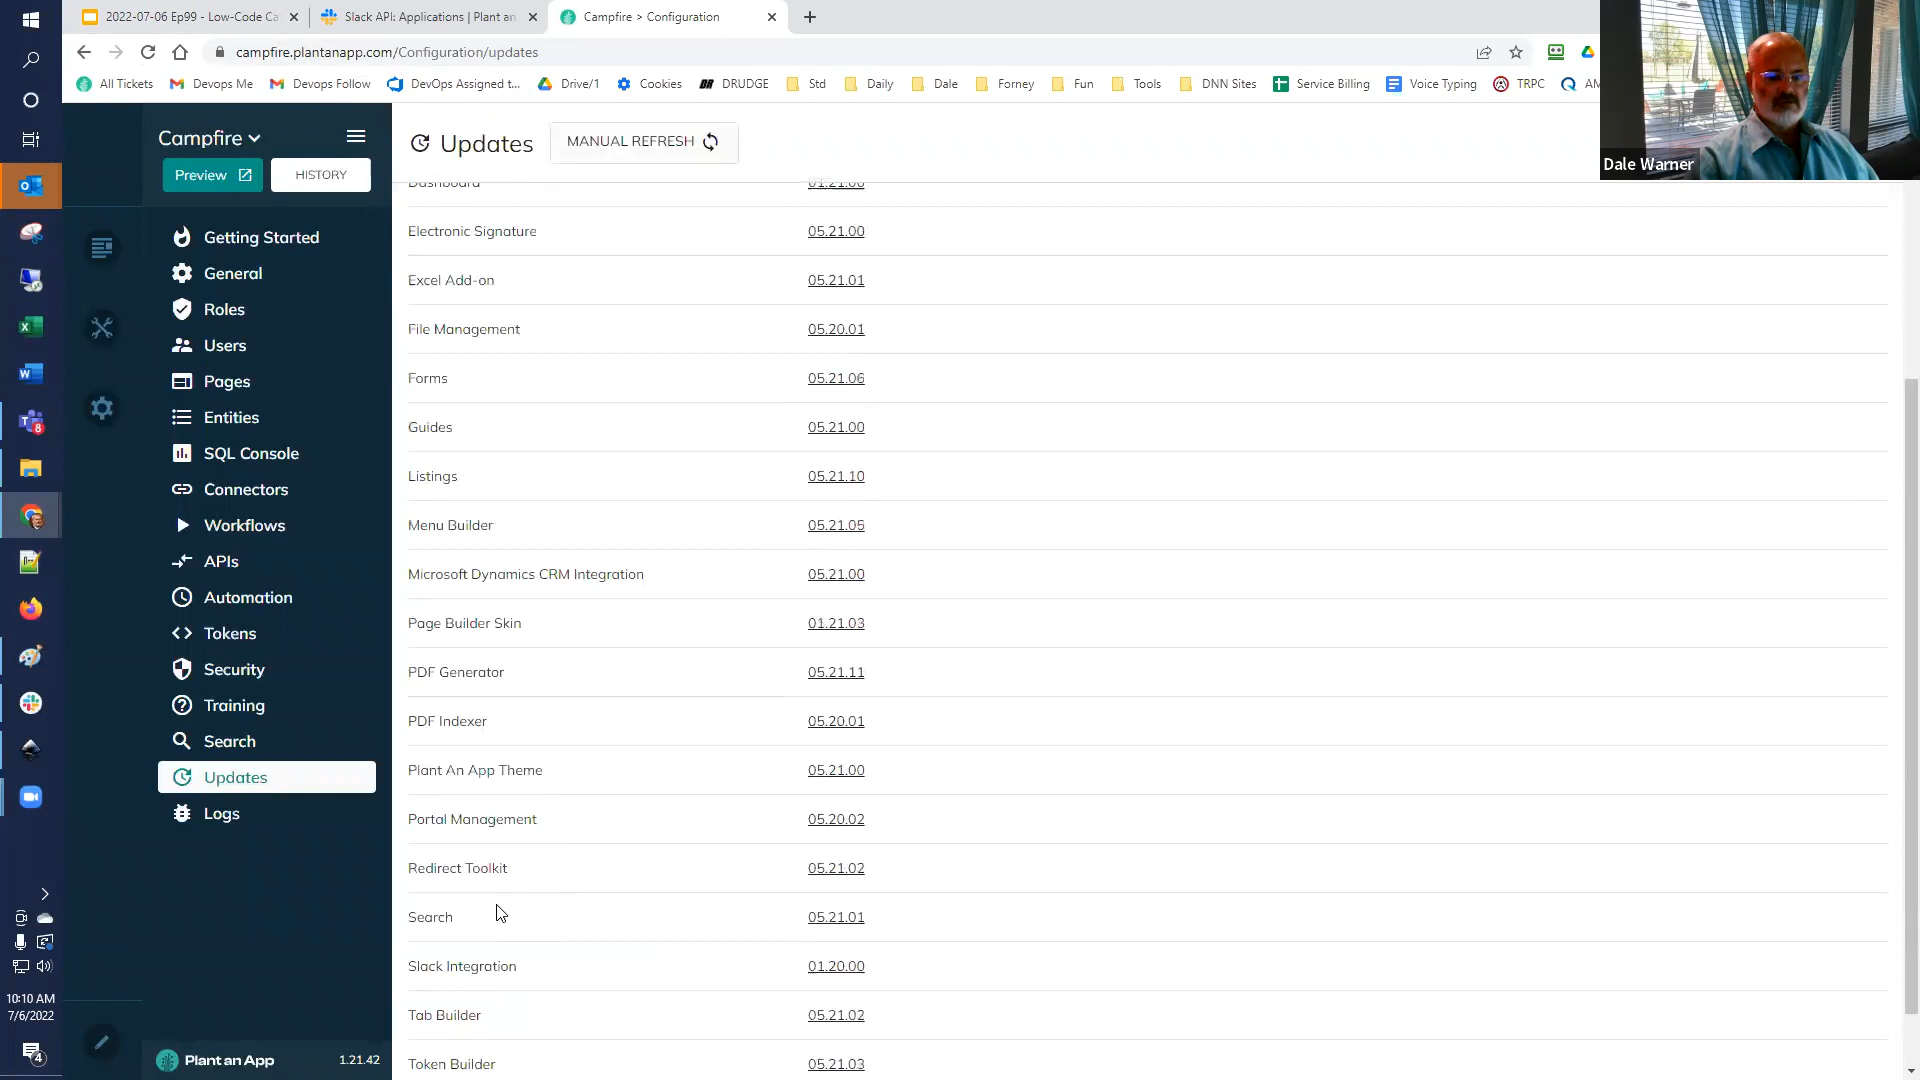 2022-07-06 Ep99 - Low-Code Ca
Slack API: Applications | Plant an
Campfire > Configuration
campfire.plantanapp.com/Configuration/updates
All Tickets
Devops Me
Devops Follow
DevOps Assigned t...
Drive/1
Cookies
DRUDGE
Std
Daily
Dale
Forney
Fun
Tools
DNN Sites
Service Billing
Voice Typing
TRPC
AM
Dale Warner
Campfire
Preview
HISTORY
Getting Started
General
Roles
Users
Pages
Entities
SQL Console
Connectors
Workflows
APIs
Automation
Tokens
Security
Training
Search
Updates
Logs
Plant an App 1.21.42
Updates
MANUAL REFRESH
Dashboard 01.21.00
Electronic Signature 05.21.00
Excel Add-on 05.21.01
File Management 05.20.01
Forms 05.21.06
Guides 05.21.00
Listings 05.21.10
Menu Builder 05.21.05
Microsoft Dynamics CRM Integration 05.21.00
Page Builder Skin 01.21.03
PDF Generator 05.21.11
PDF Indexer 05.20.01
Plant An App Theme 05.21.00
Portal Management 05.20.02
Redirect Toolkit 05.21.02
Search 05.21.01
Slack Integration 01.20.00
Tab Builder 05.21.02
Token Builder 05.21.03
8
10:10 AM
7/6/2022
4